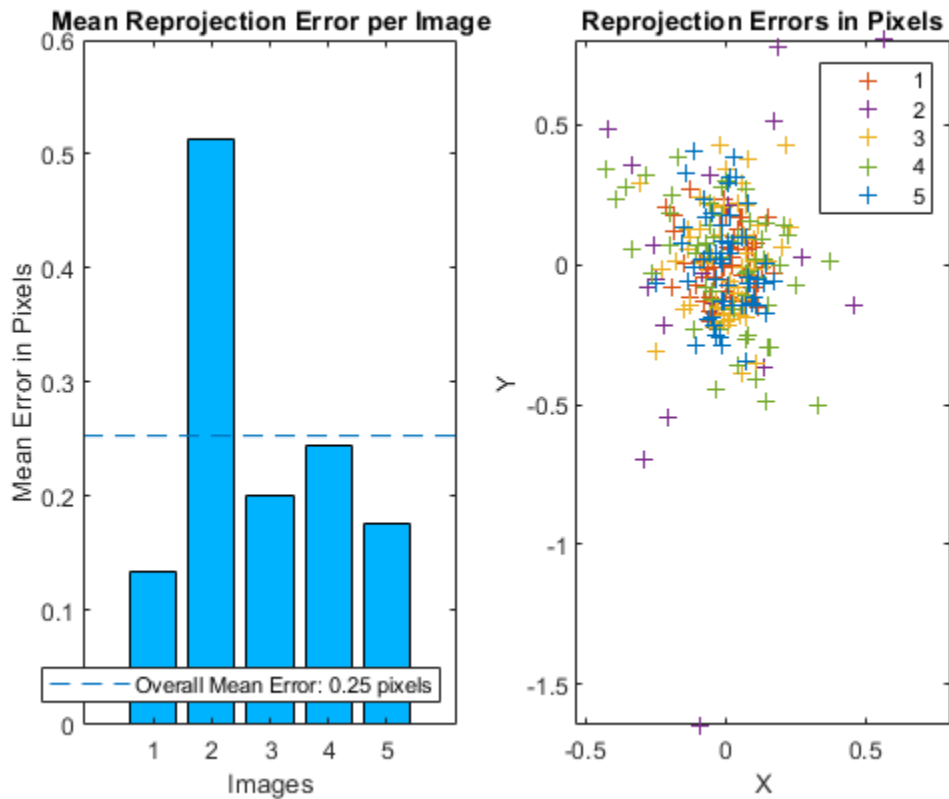 Mean Reprojection Error per Image
0.6
0.5
0.4
0.3
0.2
0.1
0
Mean Error in Pixels
Overall Mean Error: 0.25 pixels
1 2 3 4 5
Images
Reprojection Errors in Pixels
1
2
3
4
5
0.5
0
-0.5
-1
-1.5
Y
-0.5 0 0.5
X